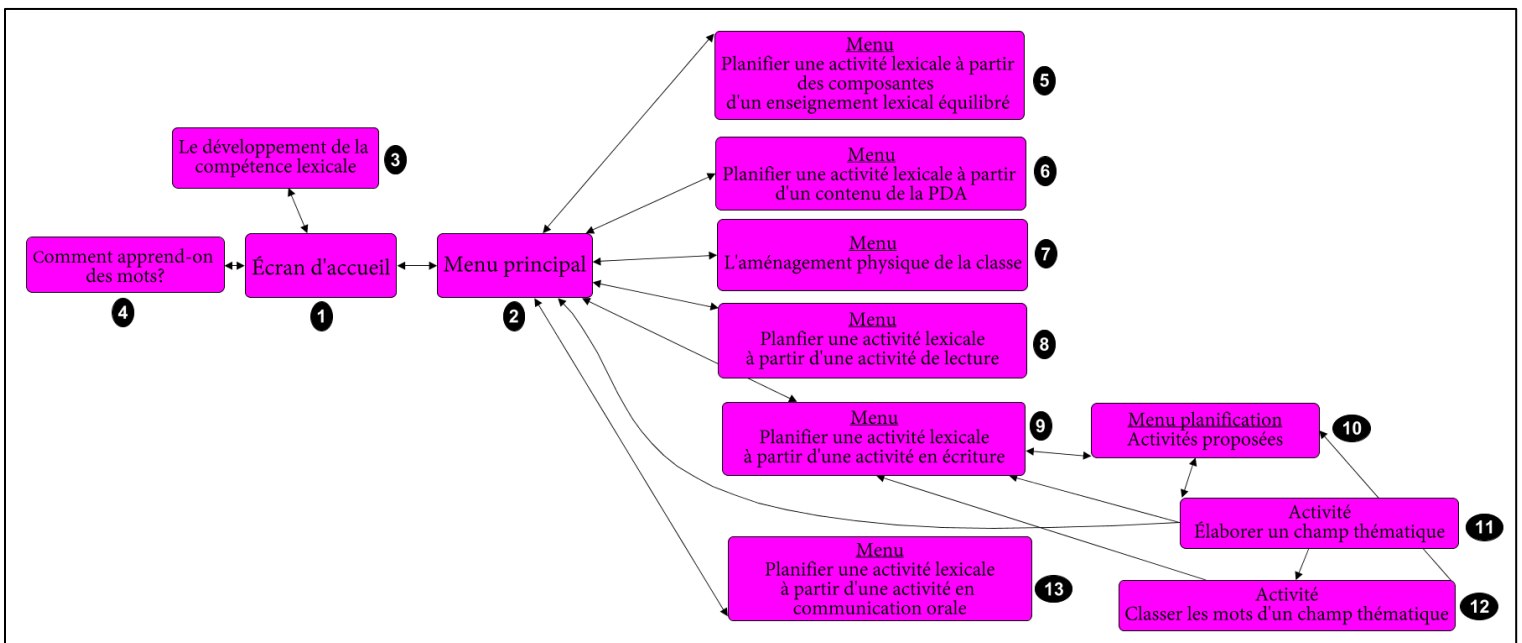 Menu
Planifier une activité lexicale à partir
des composantes
d'un enseignement lexical équilibré
5
Le développement de la
compétence lexicale
3
Menu
Planifier une activité lexicale à partir
d'un contenu de la PDA
6
Comment apprend-on
des mots?
4
Écran d'accueil
1
Menu principal
2
Menu
L'aménagement physique de la classe
7
Menu
Planfier une activité lexicale
à partir d'une activité de lecture
8
Menu
Planifier une activité lexicale
à partir d'une activité en écriture
9
Menu planification
Activités proposées
10
Activité
Élaborer un champ thématique
11
Menu
Planifier une activité lexicale
à partir d'une activité en
communication orale
13
Activité
Classer les mots d'un champ thématique
12